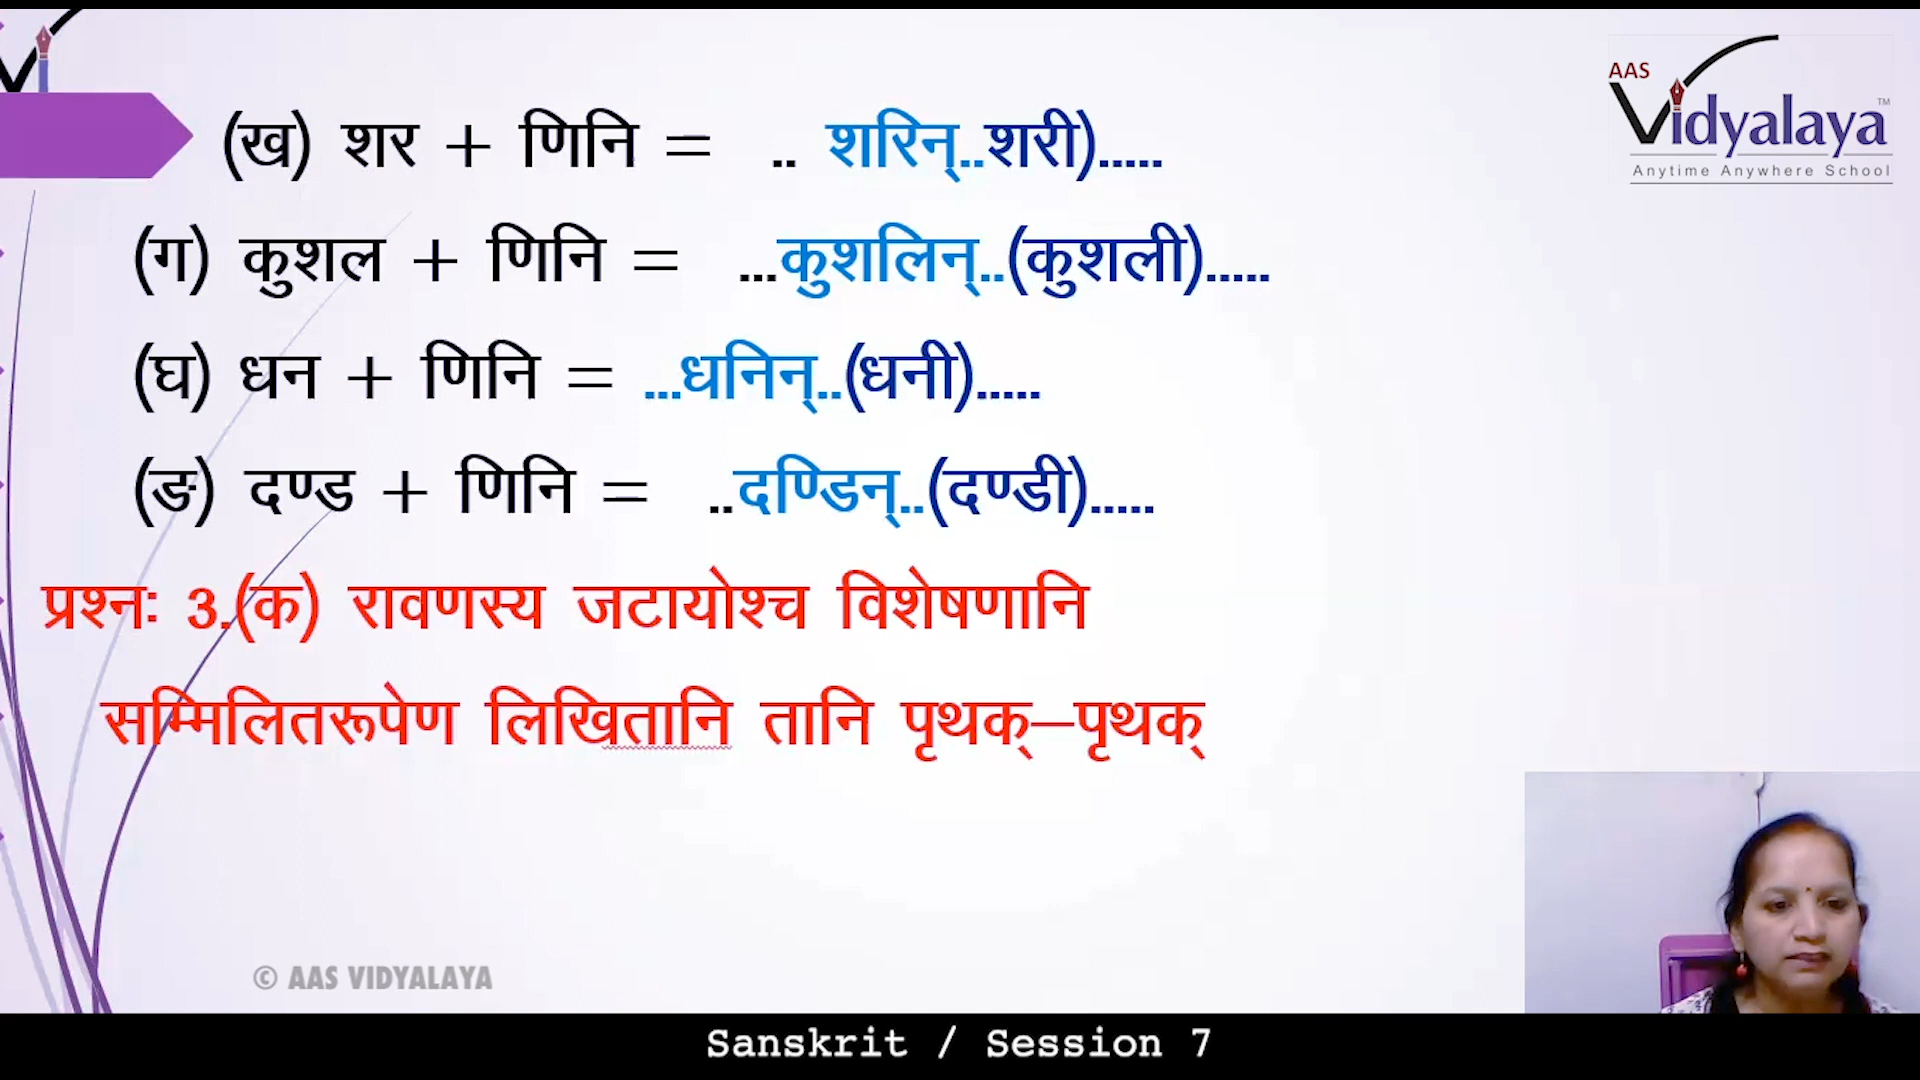 AAS
Vidyalaya™
Anytime Anywhere School
(ख) शर + णिनि = .. शरिन्..शरी).....
(ग) कुशल + णिनि = ...कुशलिन्..(कुशली).....
(घ) धन + णिनि = ...धनिन्..(धनी).....
(ङ) दण्ड + णिनि = ..दण्डिन्..(दण्डी).....
प्रश्नः 3.(क) रावणस्य जटायोश्च विशेषणानि
सम्मिलितरूपेण लिखितानि तानि पृथक्–पृथक्
© AAS VIDYALAYA
Sanskrit / Session 7